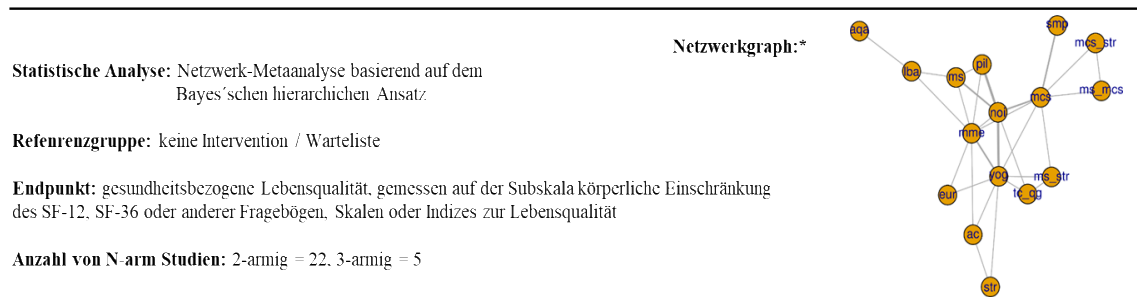 Netzwerkgraph:*
Statistische Analyse: Netzwerk-Metaanalyse basierend auf dem
Bayes´schen hierarchichen Ansatz
Refenrenzgruppe: keine Intervention / Warteliste
Endpunkt: gesundheitsbezogene Lebensqualität, gemessen auf der Subskala körperliche Einschränkung
des SF-12, SF-36 oder anderer Fragebögen, Skalen oder Indizes zur Lebensqualität
Anzahl von N-arm Studien: 2-armig = 22, 3-armig = 5
aqa
smp
mcs_str
lba
ms
pil
ms_mcs
mcs
noi
mme
yog
ms_str
eur
tc_qg
ac
str